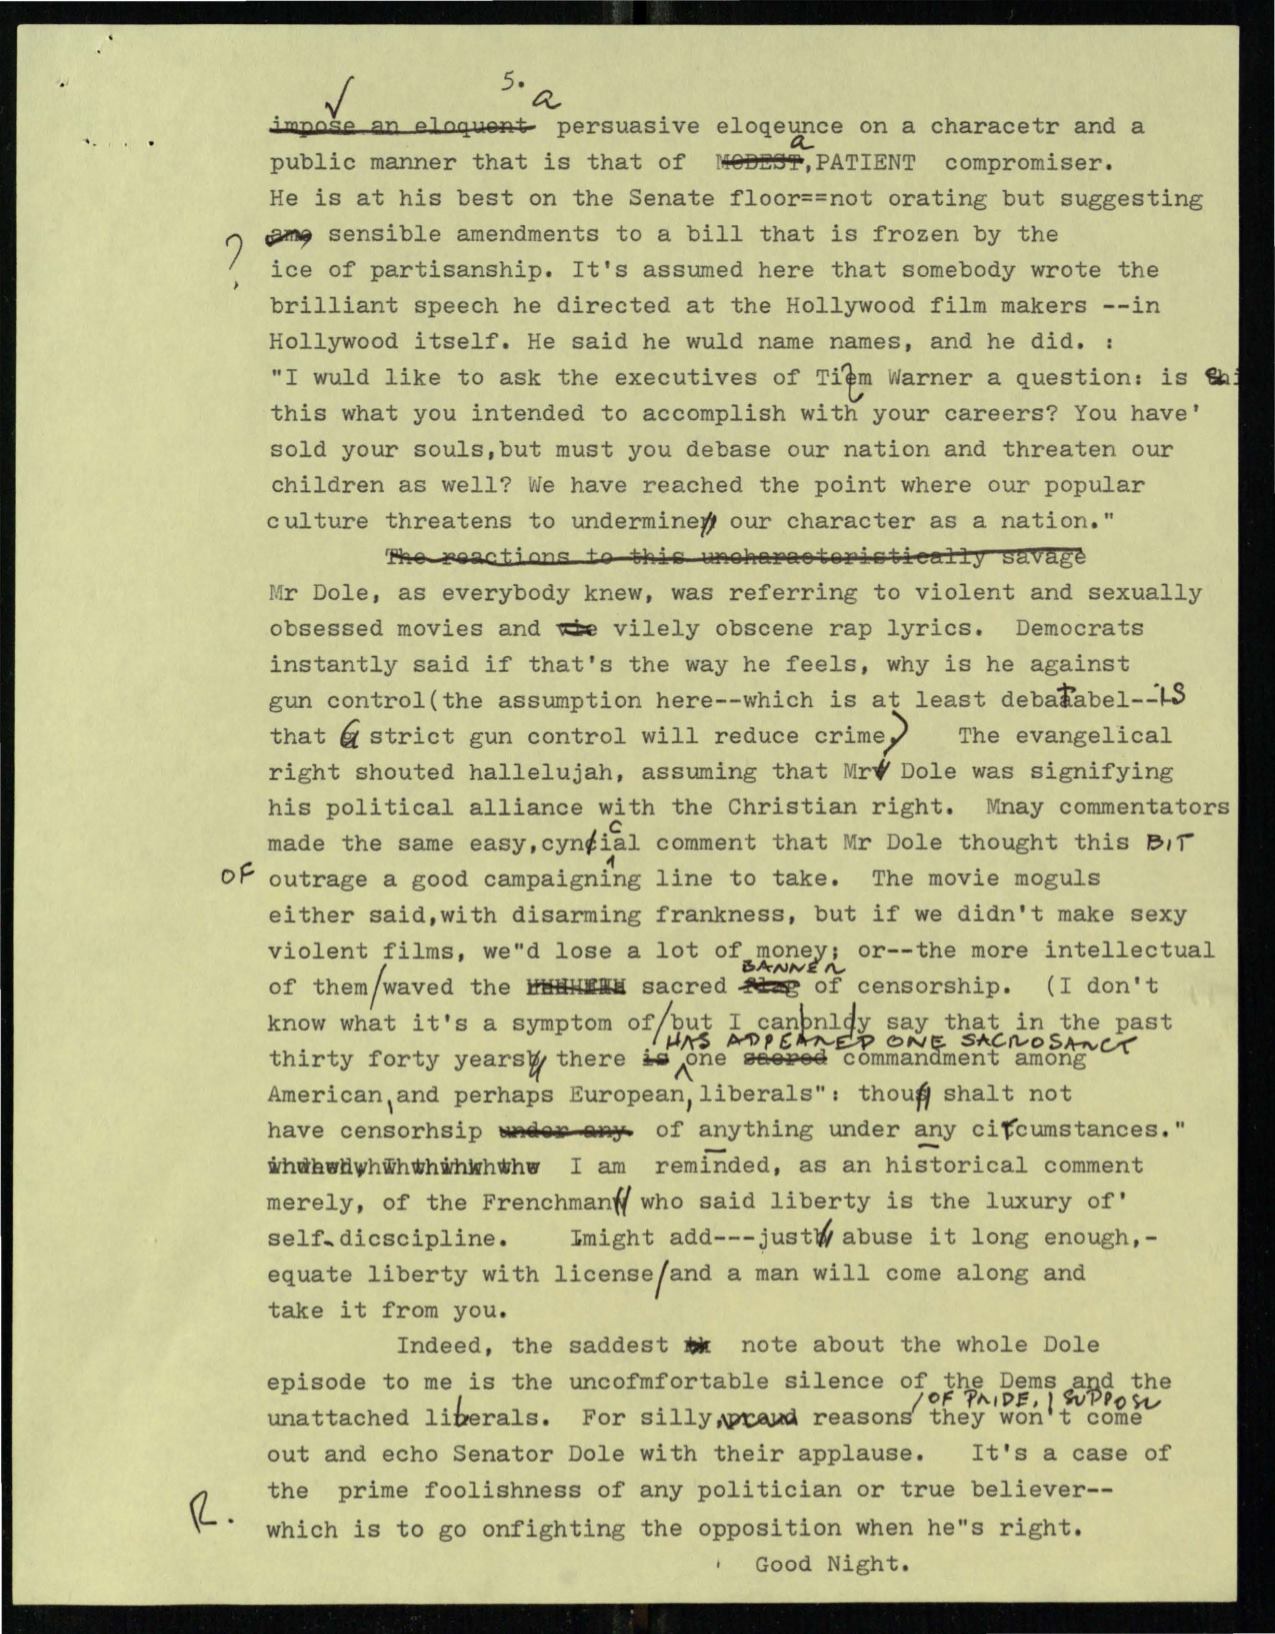 5.
a
impose an eloquent persuasive eloqeunce on a characetr and a
a
public manner that is that of MODEST,PATIENT compromiser.
He is at his best on the Senate floor==not orating but suggesting
? ame sensible amendments to a bill that is frozen by the
ice of partisanship. It's assumed here that somebody wrote the
brilliant speech he directed at the Hollywood film makers --in
Hollywood itself. He said he wuld name names, and he did. :
"I wuld like to ask the executives of Tiem Warner a question: is thi
this what you intended to accomplish with your careers? You have'
sold your souls,but must you debase our nation and threaten our
children as well? We have reached the point where our popular
culture threatens to undermine our character as a nation."
The reactions to this uncharacteristically savage
Mr Dole, as everybody knew, was referring to violent and sexually
obsessed movies and vie vilely obscene rap lyrics. Democrats
instantly said if that's the way he feels, why is he against
gun control(the assumption here--which is at least debatabel--is
that strict gun control will reduce crime.) The evangelical
right shouted hallelujah, assuming that Mr Dole was signifying
his political alliance with the Christian right. Mnay commentators
c
made the same easy,cynical comment that Mr Dole thought this BIT
OF outrage a good campaigning line to take. The movie moguls
either said,with disarming frankness, but if we didn't make sexy
violent films, we"d lose a lot of money; or--the more intellectual
BANNER
of them/waved the sacred flag of censorship. (I don't
know what it's a symptom of/but I can onldy say that in the past
HAS APPEARED ONE SACROSANCT
thirty forty years there is one sacred commandment among
American,and perhaps European,liberals": thou shalt not
have censorhsip under any. of anything under any circumstances."
I am reminded, as an historical comment
merely, of the Frenchman who said liberty is the luxury of'
self-dicscipline. Imight add---just abuse it long enough,-
equate liberty with license/and a man will come along and
take it from you.
Indeed, the saddest note about the whole Dole
episode to me is the uncofmfortable silence of the Dems and the
/OF PRIDE, I SUPPOSE
unattached liberals. For silly,proud reasons they won't come
out and echo Senator Dole with their applause. It's a case of
the prime foolishness of any politician or true believer--
R. which is to go onfighting the opposition when he"s right.
Good Night.